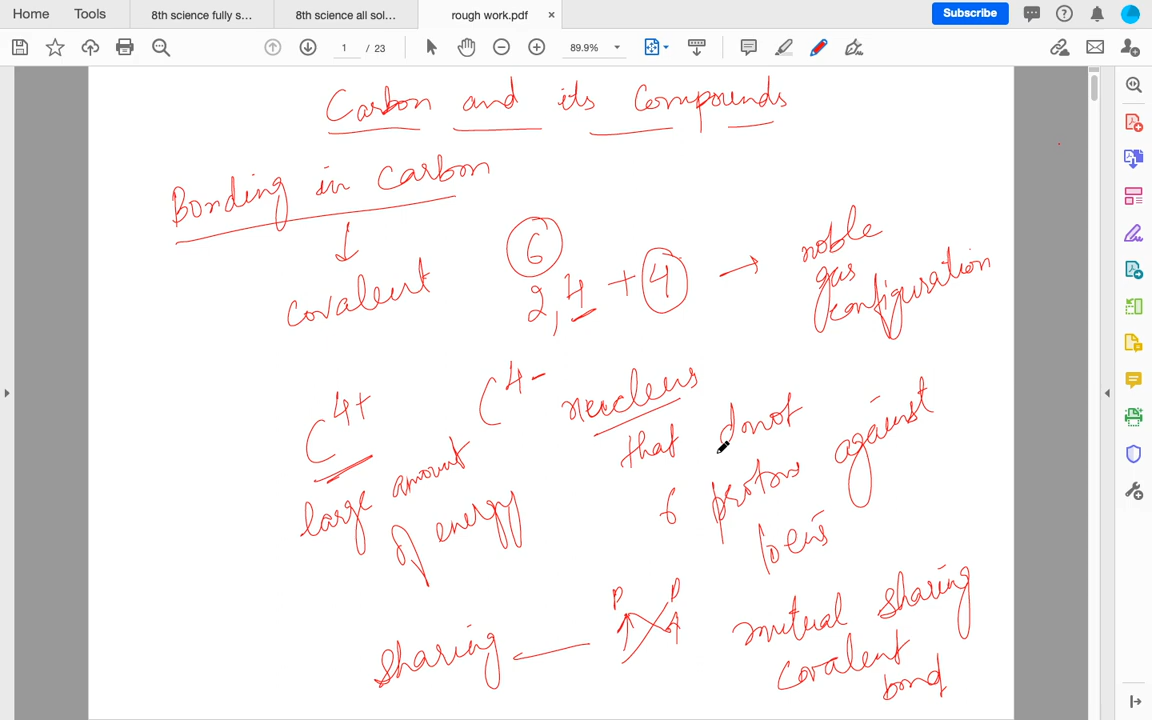 Home Tools 8th science fully s... 8th science all sol... rough work.pdf × Subscribe
1 / 23 89.9%
Carbon and its Compounds
Bonding in Carbon
covalent
6
2, 4 + 4 → noble
gas
configuration
C4+ C4- nucleus
large amount that donot
of energy 6 protons against
sharing ← P P mutual sharing
covalent
bond